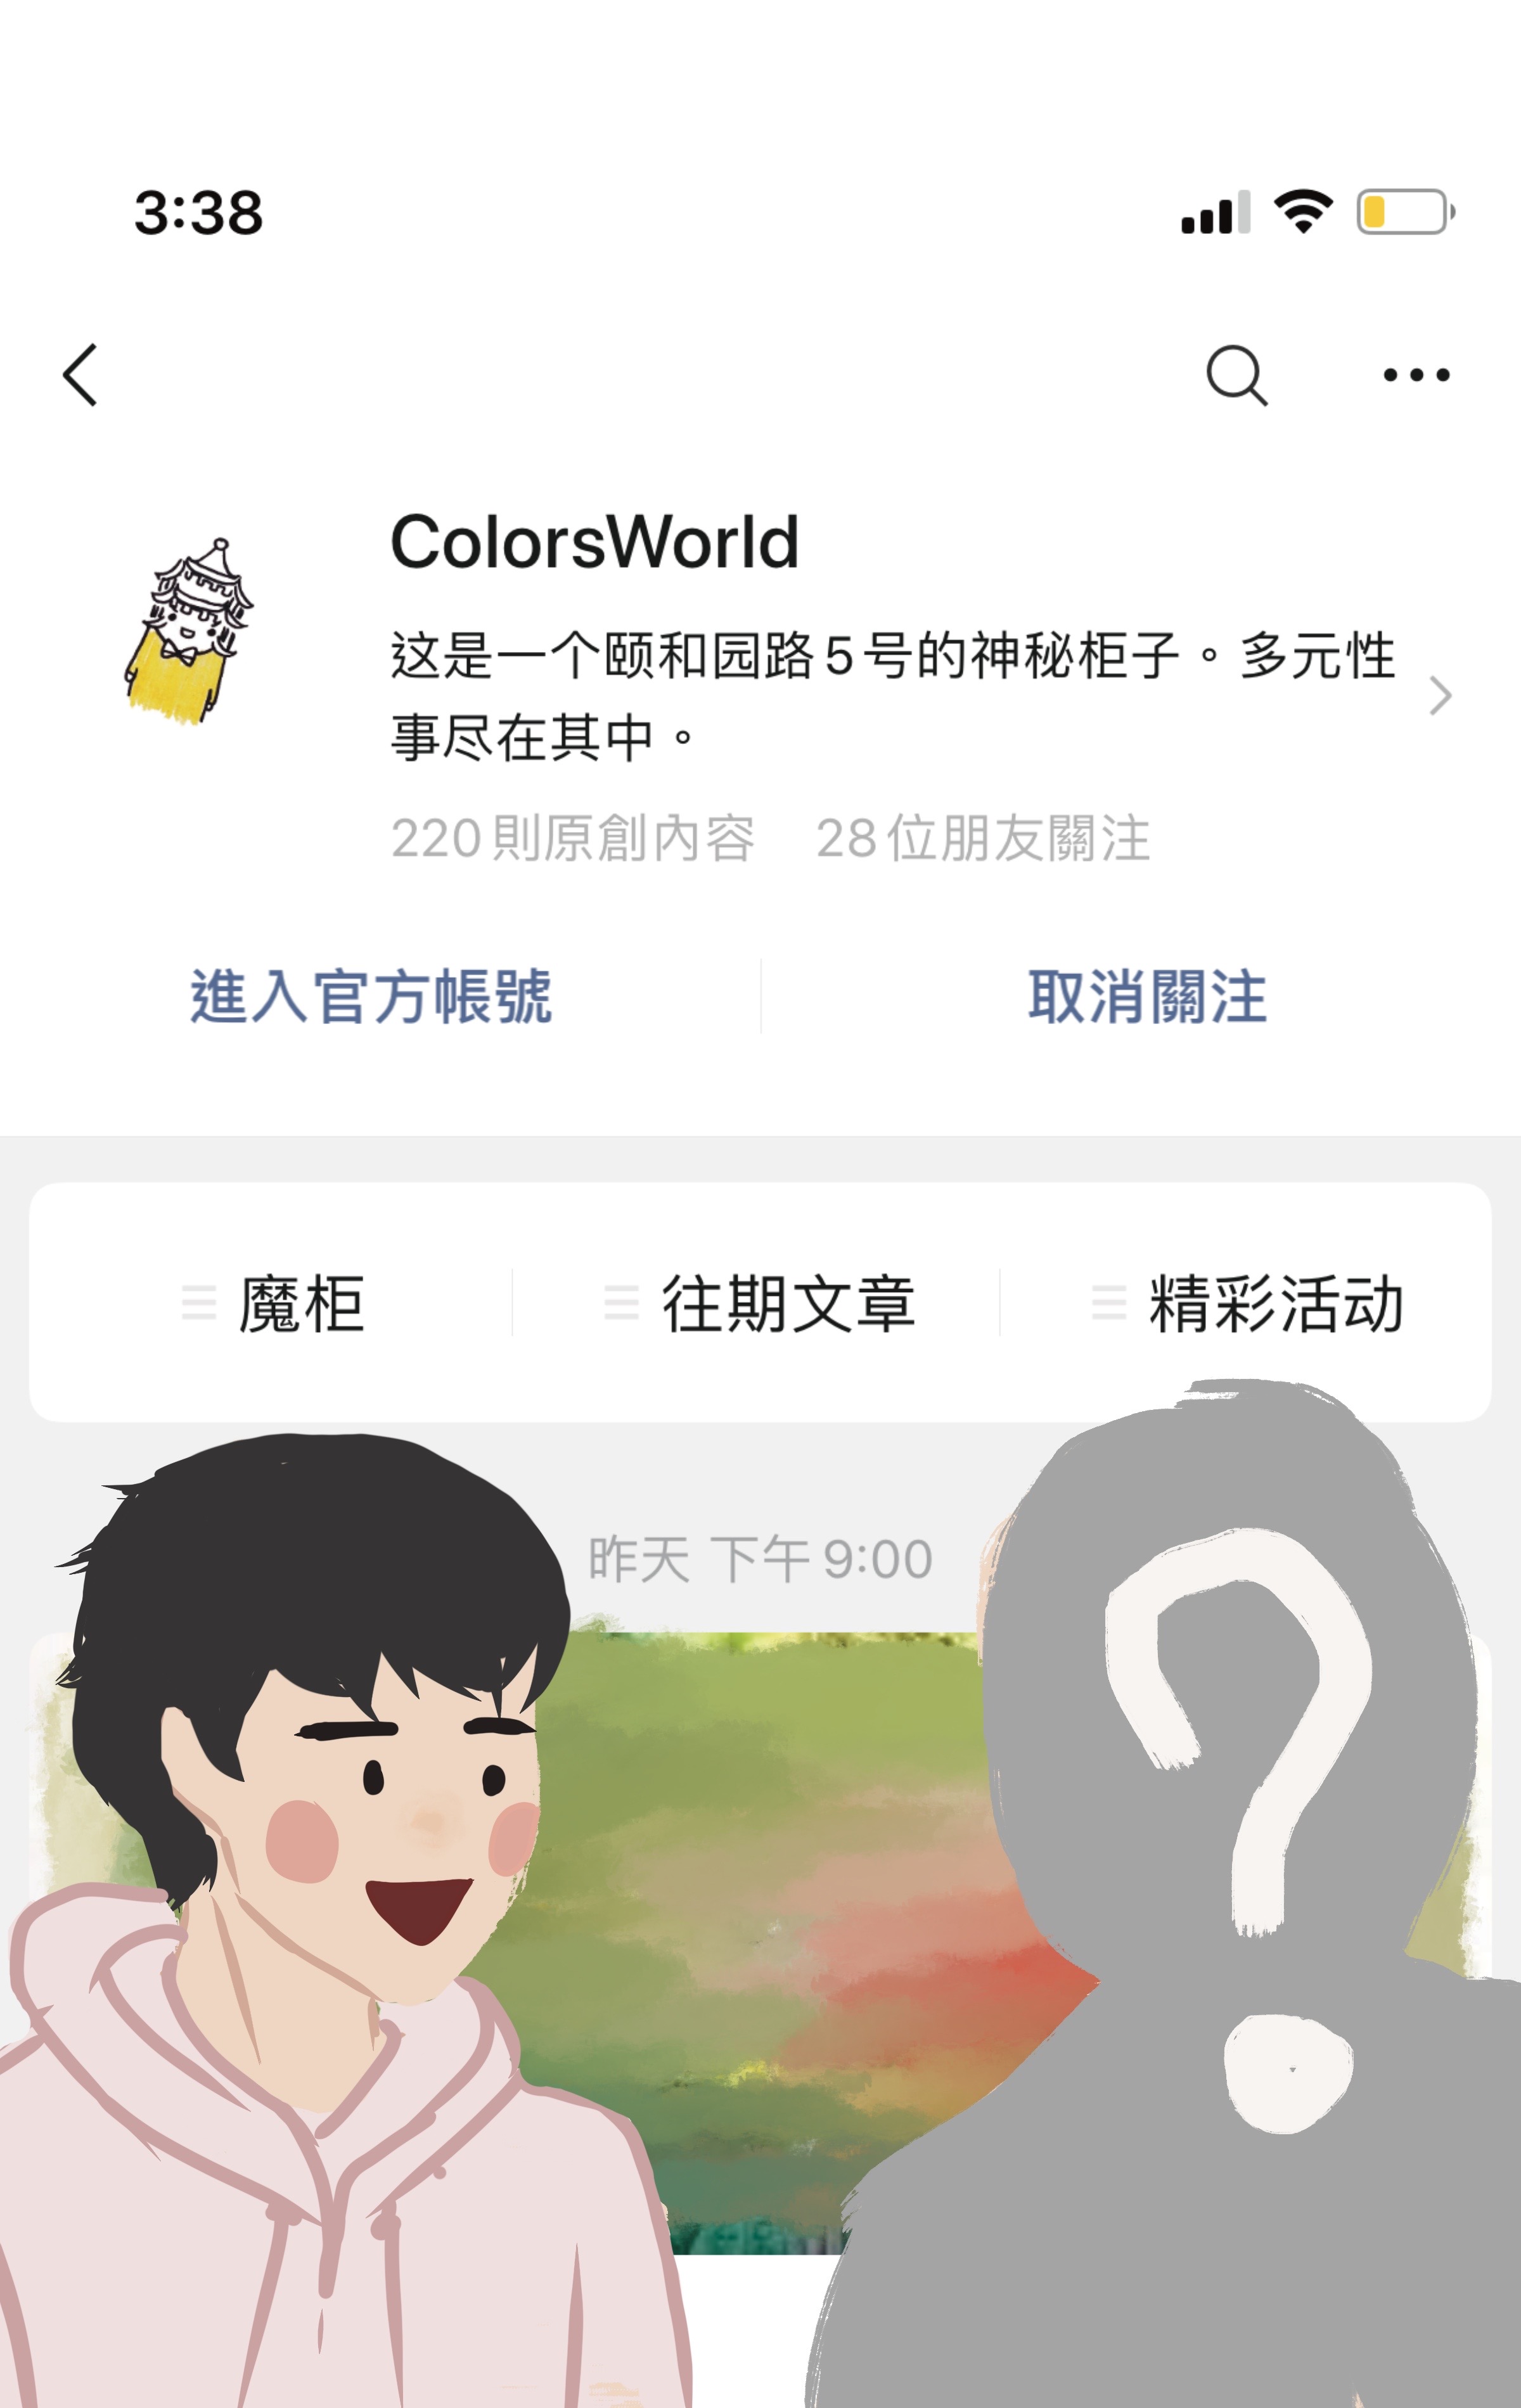 3:38
ColorsWorld
这是一个颐和园路5号的神秘柜子。多元性
事尽在其中。
220則原創內容 28位朋友關注
進入官方帳號 取消關注
魔柜 往期文章 精彩活动
昨天 下午9:00
?